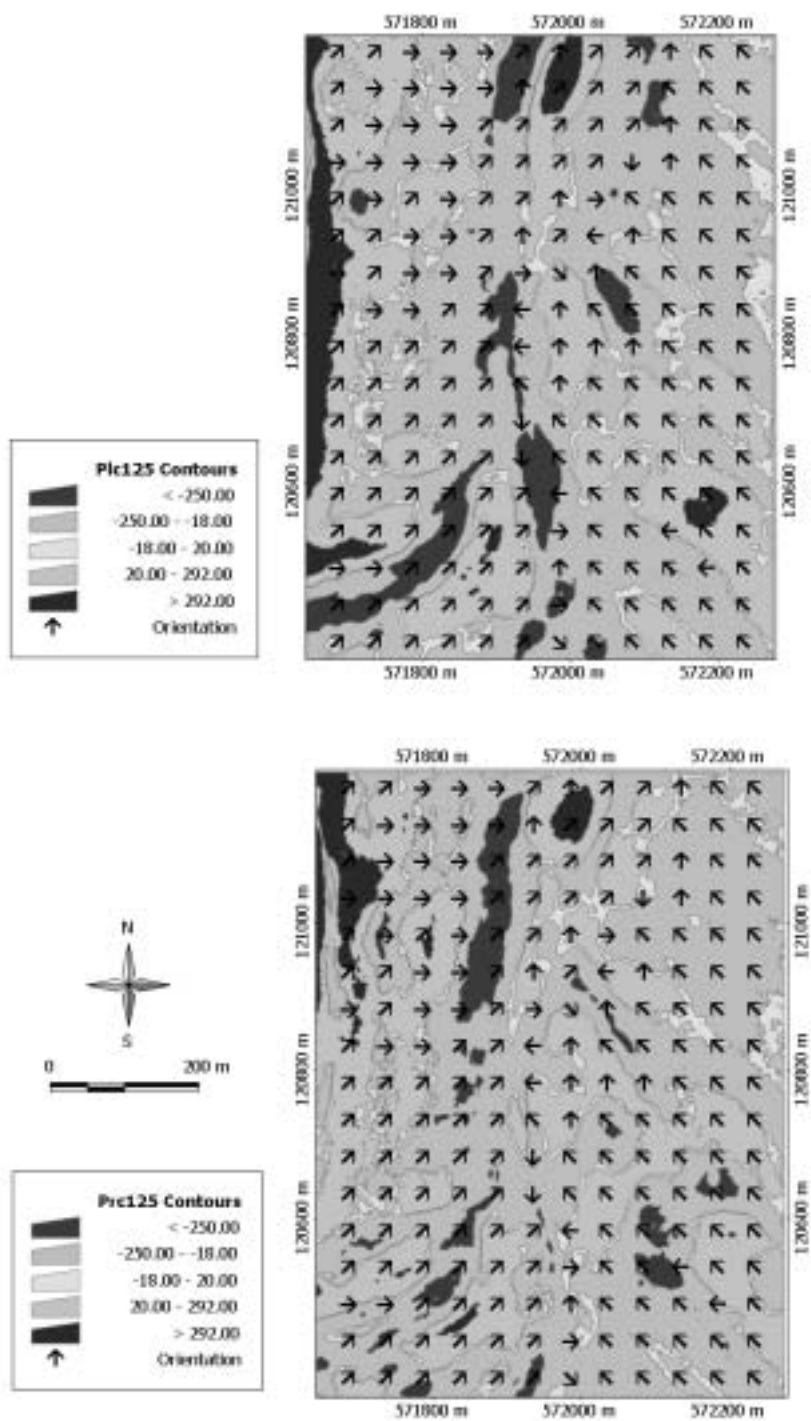 571800 m
572000 m
572200 m
121000 m
121000 m
120800 m
120800 m
120600 m
120600 m
Plc125 Contours
< -250.00
-250.00 - -18.00
-18.00 - 20.00
20.00 - 292.00
> 292.00
Orientation
571800 m
572000 m
572200 m
571800 m
572000 m
572200 m
121000 m
121000 m
N
S
0
200 m
120800 m
120800 m
Prc125 Contours
< -250.00
-250.00 - -18.00
-18.00 - 20.00
20.00 - 292.00
> 292.00
Orientation
120600 m
120600 m
571800 m
572000 m
572200 m